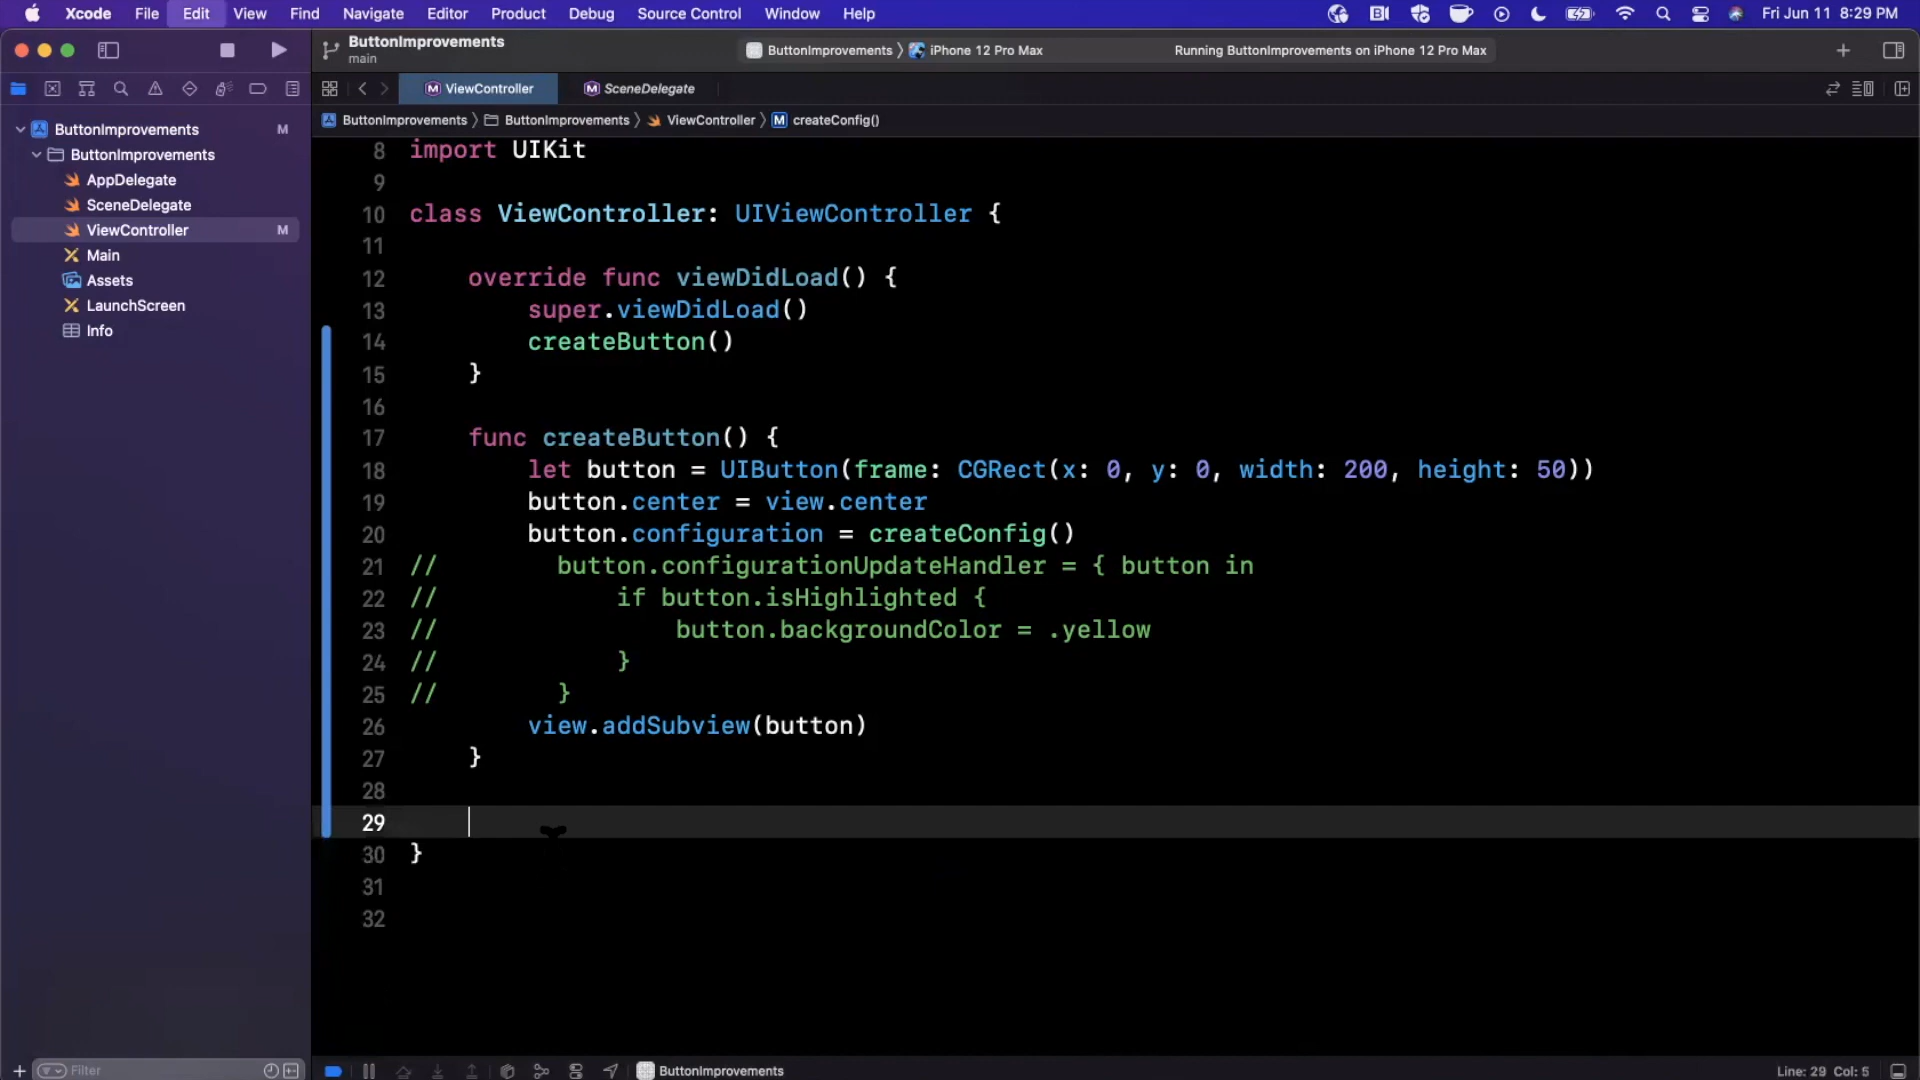 Xcode File Edit View Find Navigate Editor Product Debug Source Control Window Help Fri Jun 11 8:29 PM
ButtonImprovements
main
ButtonImprovements 〉 iPhone 12 Pro Max Running ButtonImprovements on iPhone 12 Pro Max
ViewController SceneDelegate
ButtonImprovements 〉 ButtonImprovements 〉 ViewController 〉 M createConfig()
ButtonImprovements M
ButtonImprovements
AppDelegate
SceneDelegate
ViewController M
Main
Assets
LaunchScreen
Info
8 import UIKit
9
10 class ViewController: UIViewController {
11
12 override func viewDidLoad() {
13 super.viewDidLoad()
14 createButton()
15 }
16
17 func createButton() {
18 let button = UIButton(frame: CGRect(x: 0, y: 0, width: 200, height: 50))
19 button.center = view.center
20 button.configuration = createConfig()
21 // button.configurationUpdateHandler = { button in
22 // if button.isHighlighted {
23 // button.backgroundColor = .yellow
24 // }
25 // }
26 view.addSubview(button)
27 }
28
29
30 }
31
32
Filter
ButtonImprovements
Line: 29 Col: 5